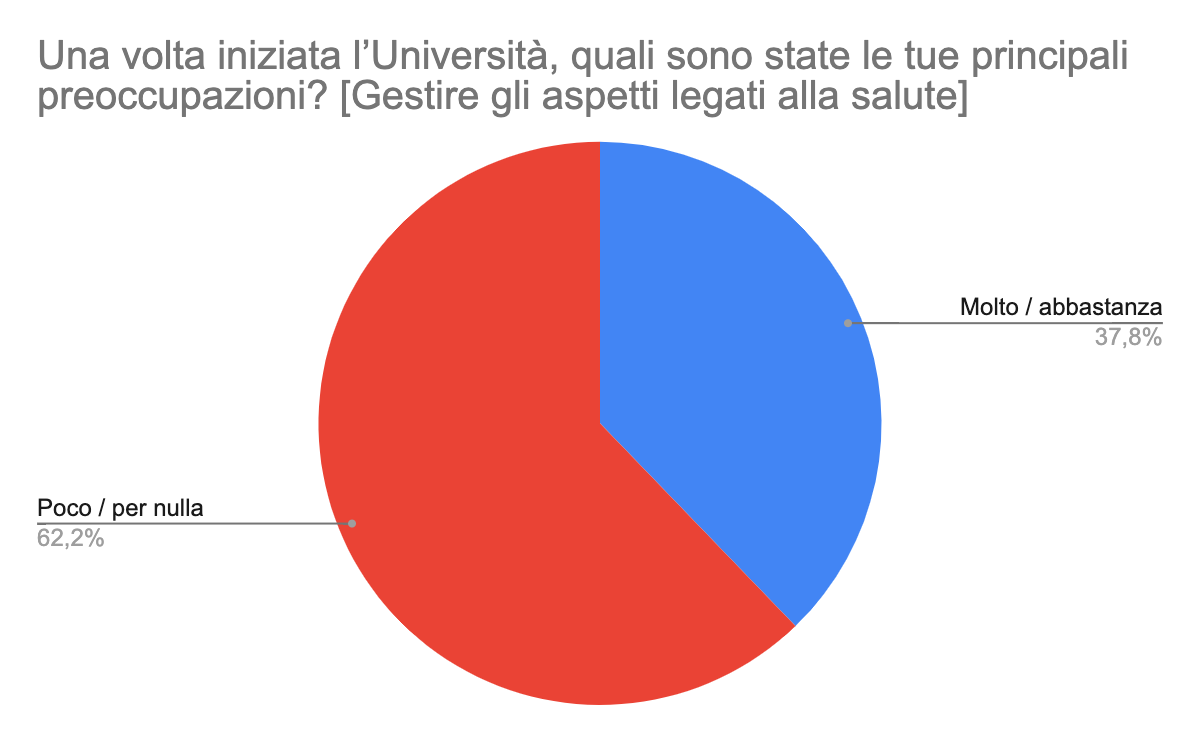 Una volta iniziata l’Università, quali sono state le tue principali
preoccupazioni? [Gestire gli aspetti legati alla salute]
Molto / abbastanza
37,8%
Poco / per nulla
62,2%